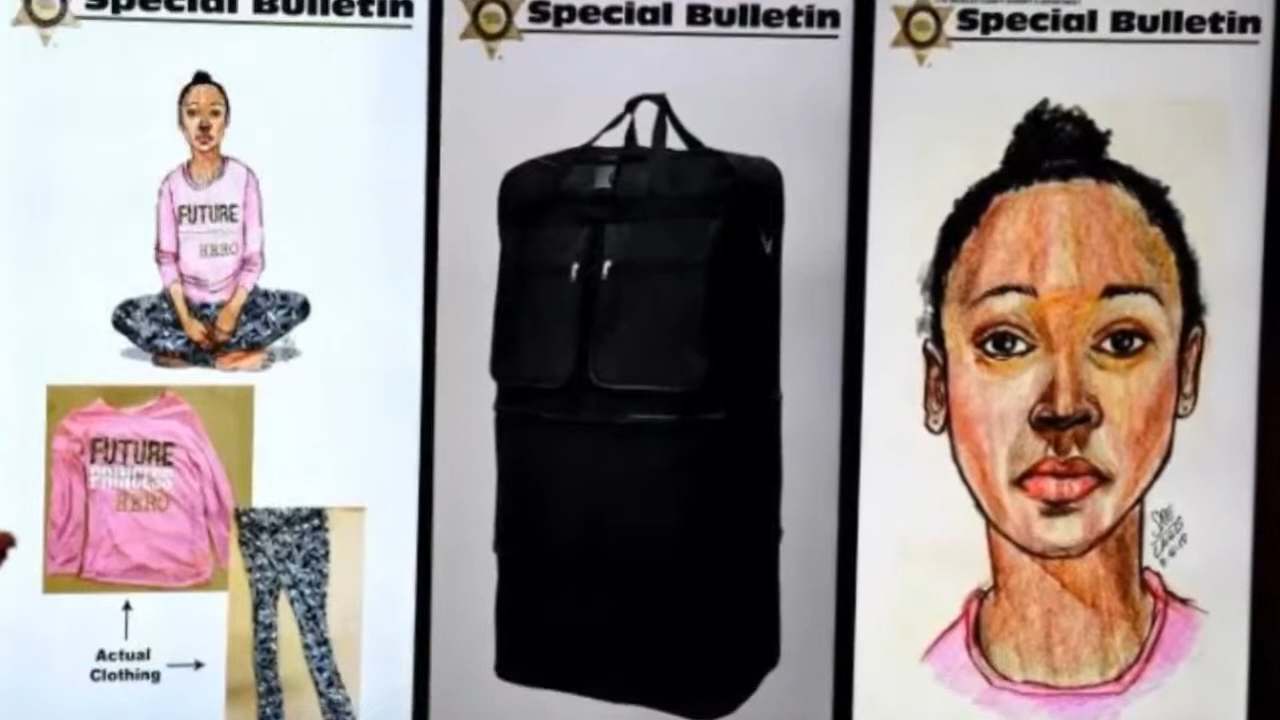 Special Bulletin
FUTURE
HERO
FUTURE
PRINCESS
HERO
Actual
Clothing
Special Bulletin
Special Bulletin